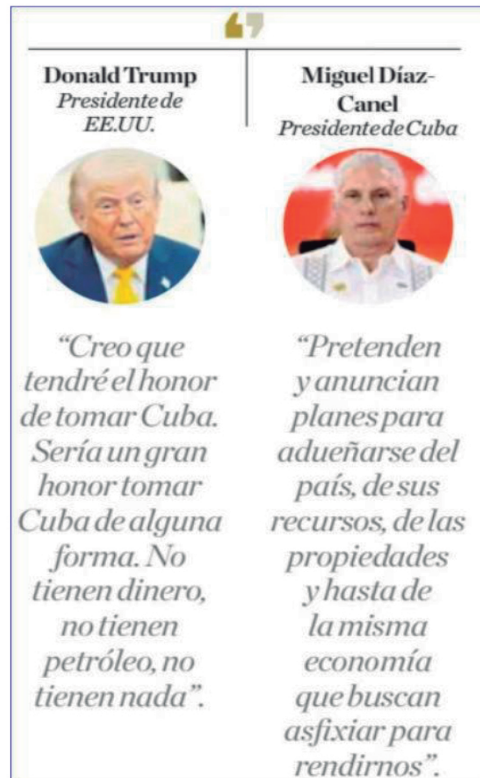 Donald Trump
Presidente de
EE.UU.
“Creo que
tendré el honor
de tomar Cuba.
Sería un gran
honor tomar
Cuba de alguna
forma. No
tienen dinero,
no tienen
petróleo, no
tienen nada”.
Miguel Díaz-
Canel
Presidente de Cuba
“Pretenden
y anuncian
planes para
adueñarse del
país, de sus
recursos, de las
propiedades
y hasta de
la misma
economía
que buscan
asfixiar para
rendirnos”.